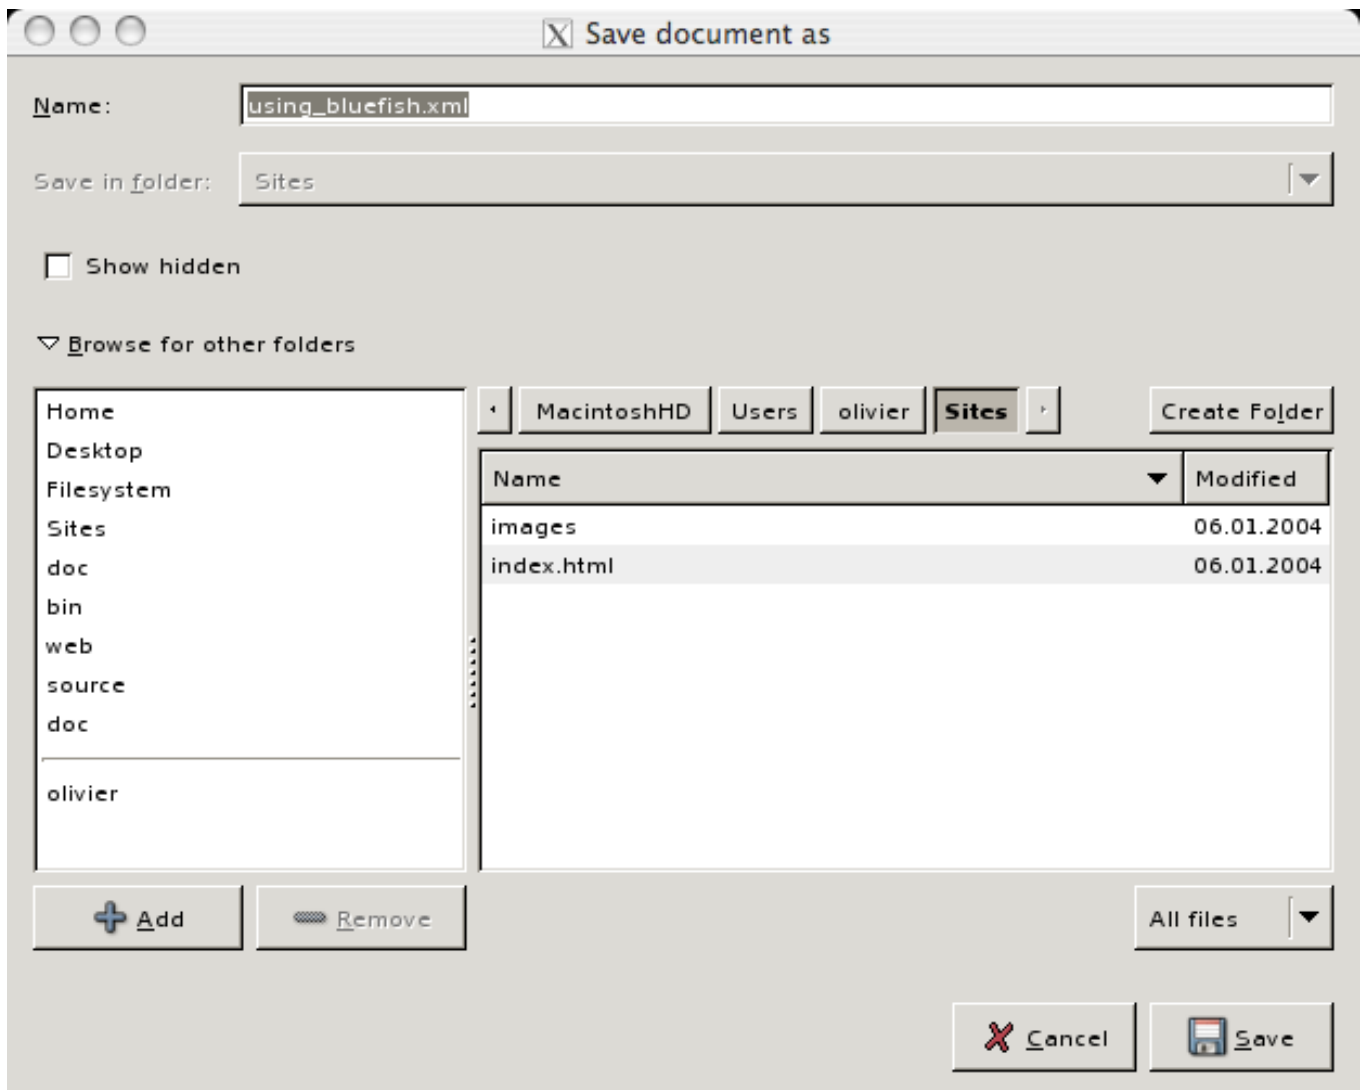 Save document as
Name: using_bluefish.xml
Save in folder: Sites
Show hidden
Browse for other folders
Home
Desktop
Filesystem
Sites
doc
bin
web
source
doc
olivier
MacintoshHD Users olivier Sites Create Folder
Name Modified
images 06.01.2004
index.html 06.01.2004
Add Remove All files
Cancel Save